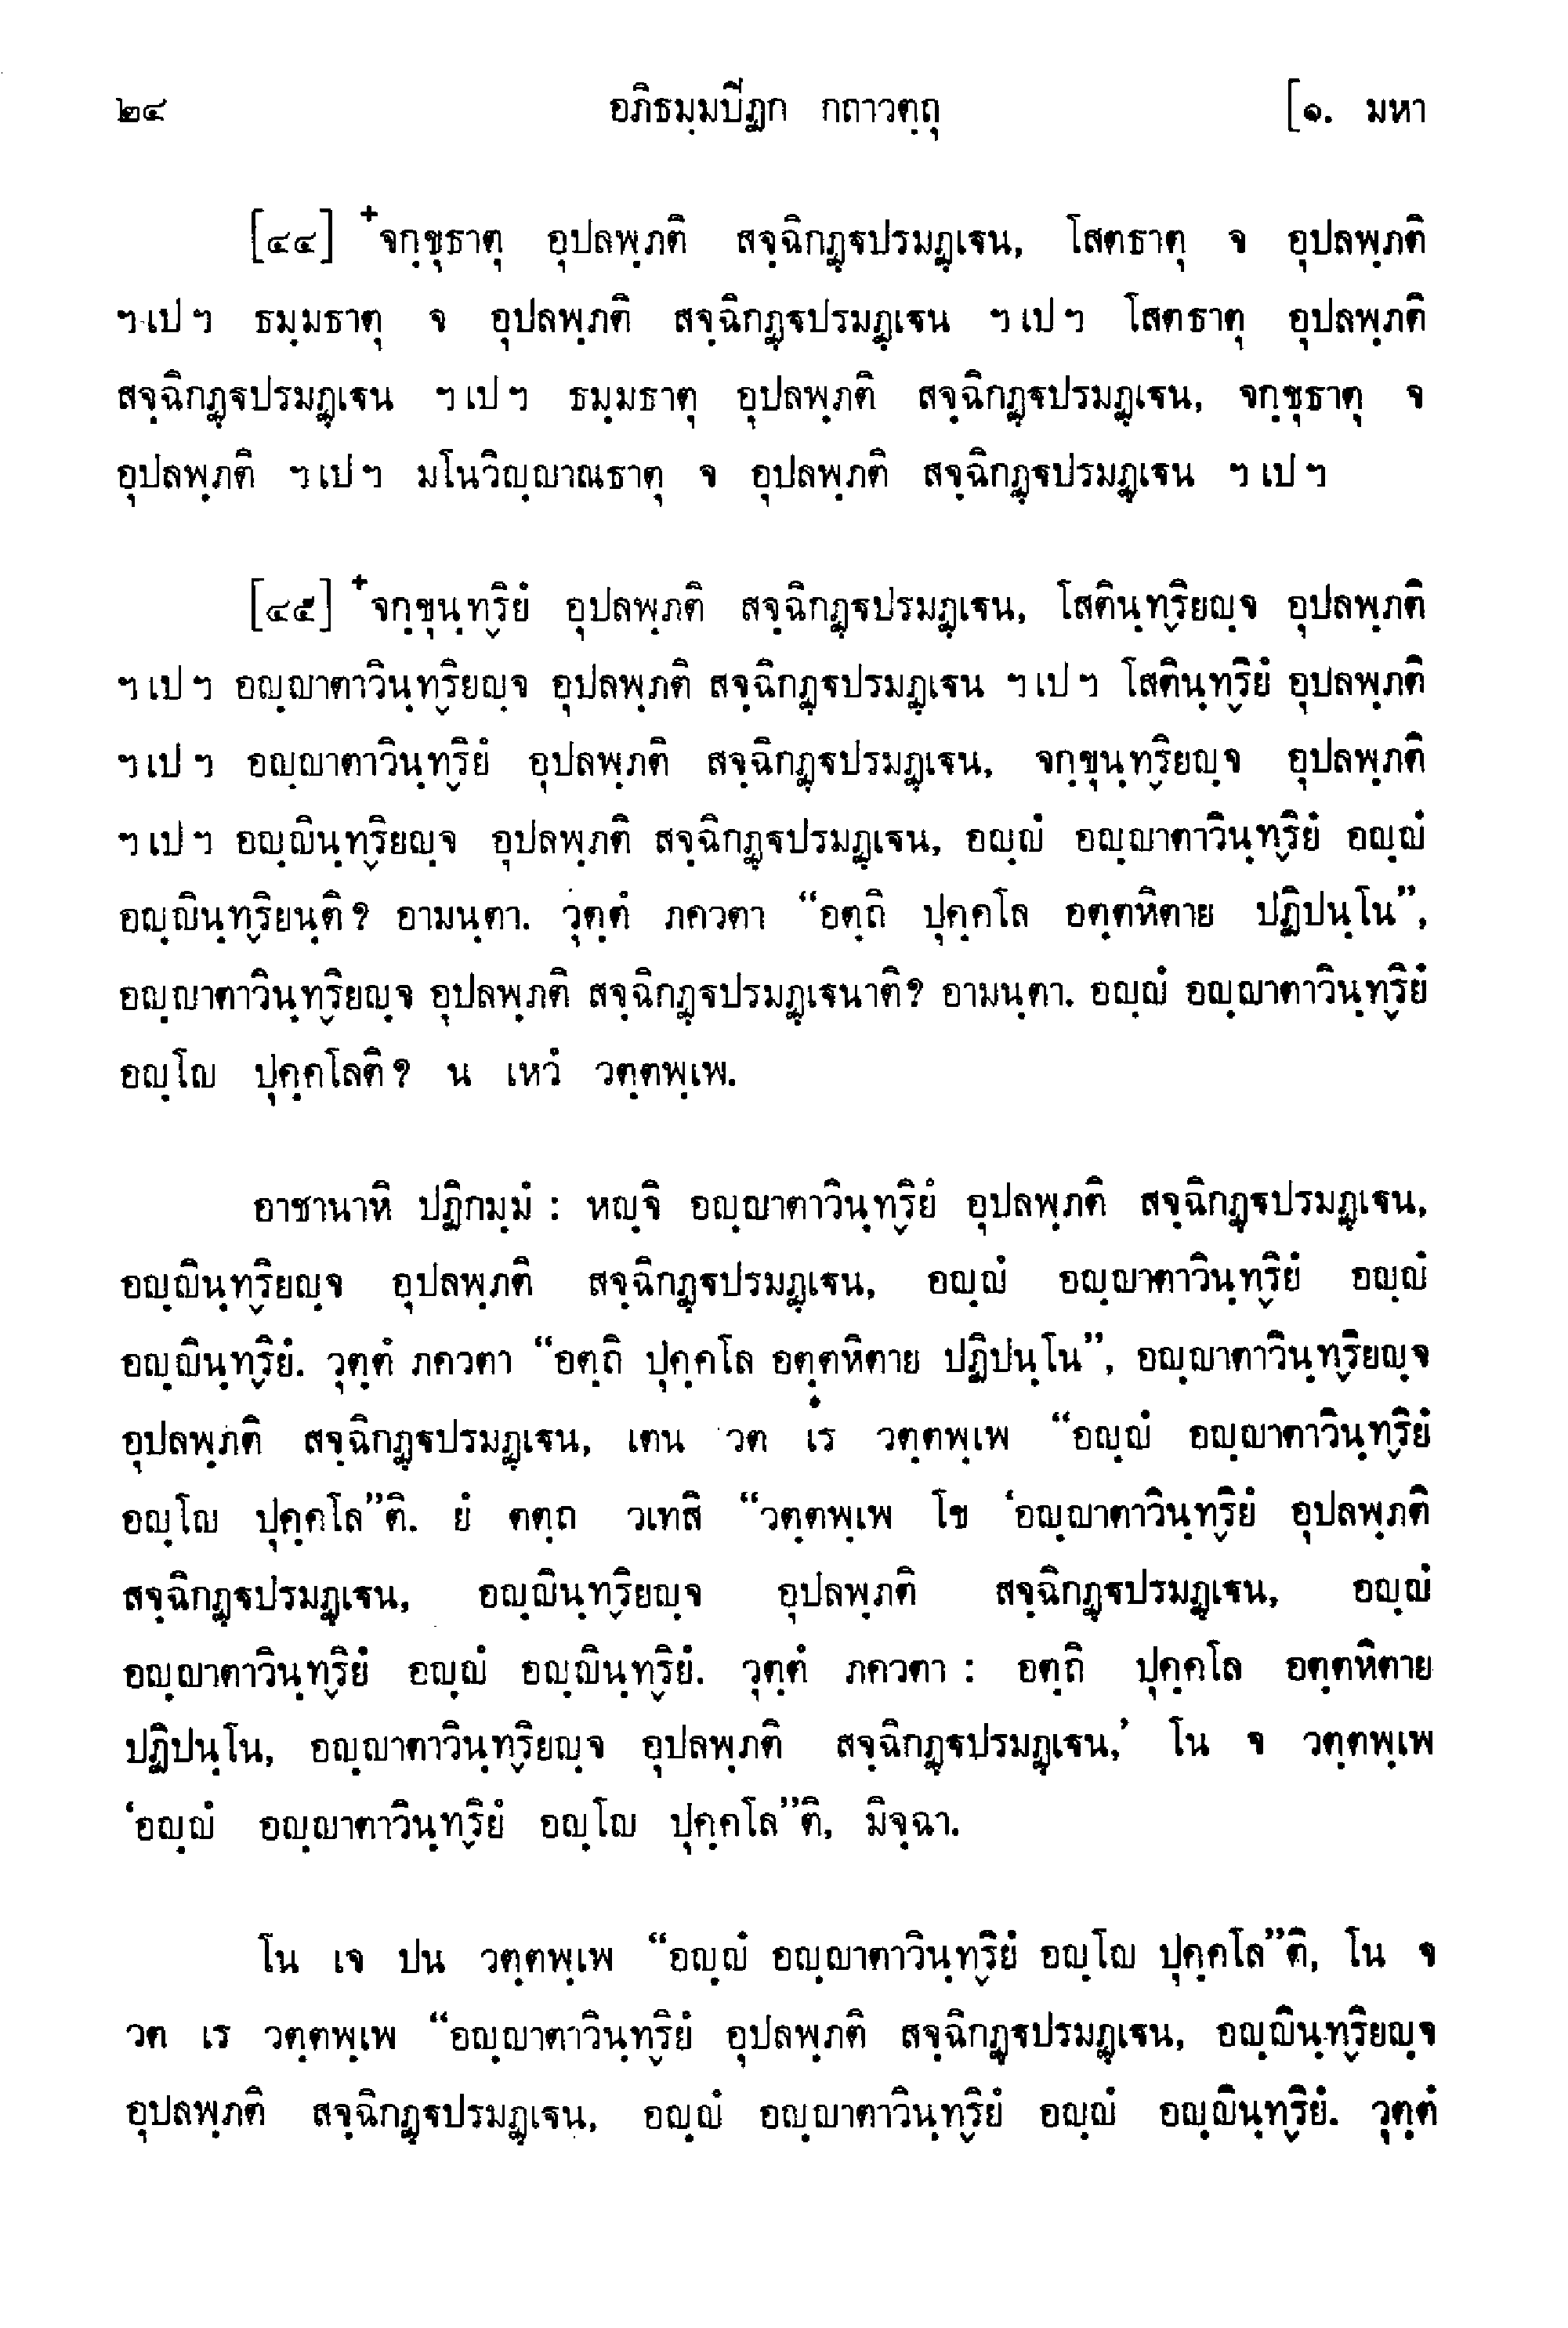 ๒๔ อภิธมฺมปิฏก กถาวตฺถุ [๑. มหา
[๔๔] +จกฺขุธาตุ อุปลพฺภติ สจฺฉิกฏฺฐปรมฏฺเฐน, โสตธาตุ จ อุปลพฺภติ
ฯ เป ฯ ธมฺมธาตุ จ อุปลพฺภติ สจฺฉิกฏฺฐปรมฏฺเฐน ฯ เป ฯ โสตธาตุ อุปลพฺภติ
สจฺฉิกฏฺฐปรมฏฺเฐน ฯ เป ฯ ธมฺมธาตุ อุปลพฺภติ สจฺฉิกฏฺฐปรมฏฺเฐน, จกฺขุธาตุ จ
อุปลพฺภติ ฯ เป ฯ มโนวิญฺญาณธาตุ จ อุปลพฺภติ สจฺฉิกฏฺฐปรมฏฺเฐน ฯ เป ฯ
[๔๕] +จกฺขุนฺทฺริยํ อุปลพฺภติ สจฺฉิกฏฺฐปรมฏฺเฐน, โสตินฺทฺริยญฺจ อุปลพฺภติ
ฯ เป ฯ อญฺญาตาวินฺทฺริยญฺจ อุปลพฺภติ สจฺฉิกฏฺฐปรมฏฺเฐน ฯ เป ฯ โสตินฺทฺริยํ อุปลพฺภติ
ฯ เป ฯ อญฺญาตาวินฺทฺริยํ อุปลพฺภติ สจฺฉิกฏฺฐปรมฏฺเฐน, จกฺขุนฺทฺริยญฺจ อุปลพฺภติ
ฯ เป ฯ อญฺญินฺทฺริยญฺจ อุปลพฺภติ สจฺฉิกฏฺฐปรมฏฺเฐน, อญฺญํ อญฺญาตาวินฺทฺริยํ อญฺญํ
อญฺญินฺทฺริยนฺติ? อามนฺตา. วุตฺตํ ภควตา “อตฺถิ ปุคฺคโล อตฺตหิตาย ปฏิปนฺโน”,
อญฺญาตาวินฺทฺริยญฺจ อุปลพฺภติ สจฺฉิกฏฺฐปรมฏฺเฐนาติ? อามนฺตา. อญฺญํ อญฺญาตาวินฺทฺริยํ
อญฺโญ ปุคฺคโลติ? น เหวํ วตฺตพฺเพ.
อาชานาหิ ปฏิกมฺมํ : หญฺจิ อญฺญาตาวินฺทฺริยํ อุปลพฺภติ สจฺฉิกฏฺฐปรมฏฺเฐน,
อญฺญินฺทฺริยญฺจ อุปลพฺภติ สจฺฉิกฏฺฐปรมฏฺเฐน, อญฺญํ อญฺญาตาวินฺทฺริยํ อญฺญํ
อญฺญินฺทฺริยํ. วุตฺตํ ภควตา “อตฺถิ ปุคฺคโล อตฺตหิตาย ปฏิปนฺโน”, อญฺญาตาวินฺทฺริยญฺจ
อุปลพฺภติ สจฺฉิกฏฺฐปรมฏฺเฐน, เตน วต เร วตฺตพฺเพ “อญฺญํ อญฺญาตาวินฺทฺริยํ
อญฺโญ ปุคฺคโล”ติ. ยํ ตตฺถ วเทสิ “วตฺตพฺเพ โข ‘อญฺญาตาวินฺทฺริยํ อุปลพฺภติ
สจฺฉิกฏฺฐปรมฏฺเฐน, อญฺญินฺทฺริยญฺจ อุปลพฺภติ สจฺฉิกฏฺฐปรมฏฺเฐน, อญฺญํ
อญฺญาตาวินฺทฺริยํ อญฺญํ อญฺญินฺทฺริยํ. วุตฺตํ ภควตา : อตฺถิ ปุคฺคโล อตฺตหิตาย
ปฏิปนฺโน, อญฺญาตาวินฺทฺริยญฺจ อุปลพฺภติ สจฺฉิกฏฺฐปรมฏฺเฐน,’ โน จ วตฺตพฺเพ
‘อญฺญํ อญฺญาตาวินฺทฺริยํ อญฺโญ ปุคฺคโล”ติ, มิจฺฉา.
โน เจ ปน วตฺตพฺเพ “อญฺญํ อญฺญาตาวินฺทฺริยํ อญฺโญ ปุคฺคโล”ติ, โน จ
วต เร วตฺตพฺเพ “อญฺญาตาวินฺทฺริยํ อุปลพฺภติ สจฺฉิกฏฺฐปรมฏฺเฐน, อญฺญินฺทฺริยญฺจ
อุปลพฺภติ สจฺฉิกฏฺฐปรมฏฺเฐน, อญฺญํ อญฺญาตาวินฺทฺริยํ อญฺญํ อญฺญินฺทฺริยํ. วุตฺตํ